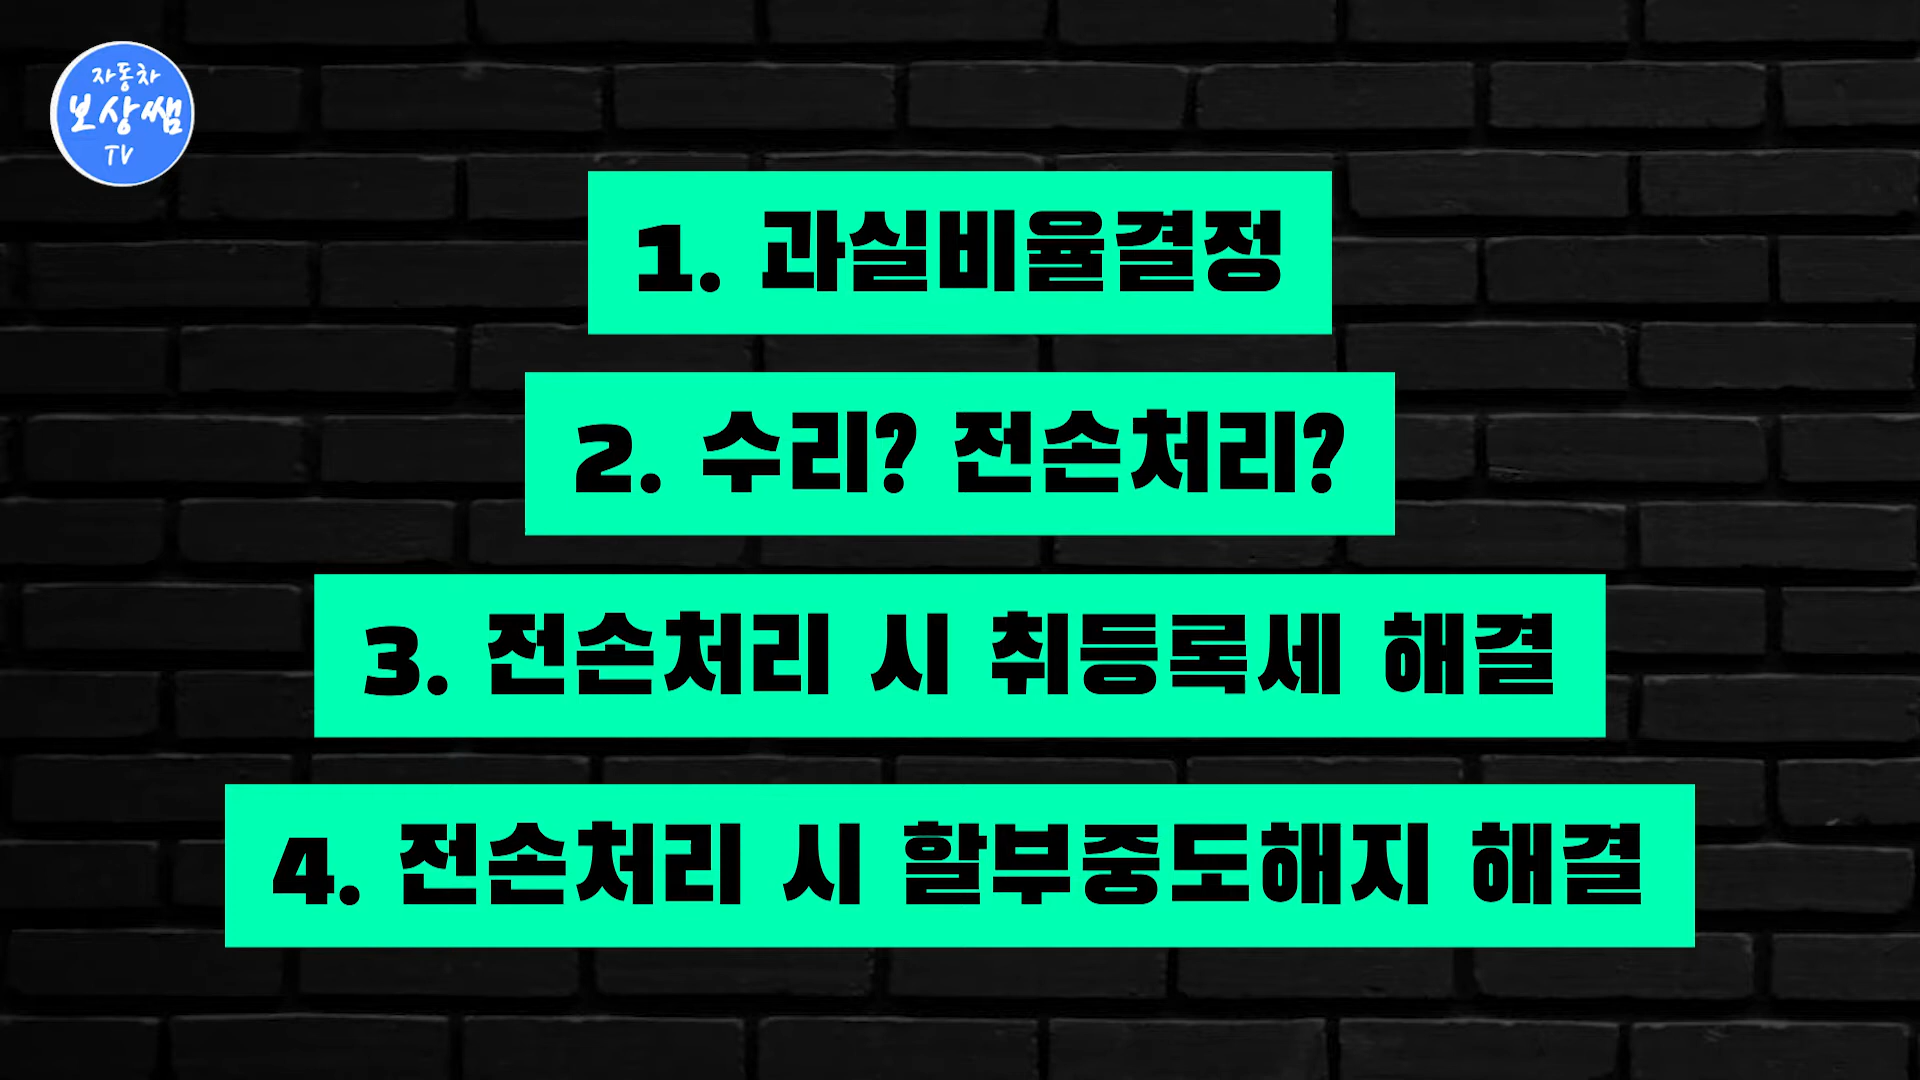 자동차
보상쌤
TV
1. 과실비율결정
2. 수리? 전손처리?
3. 전손처리 시 취등록세 해결
4. 전손처리 시 할부중도해지 해결